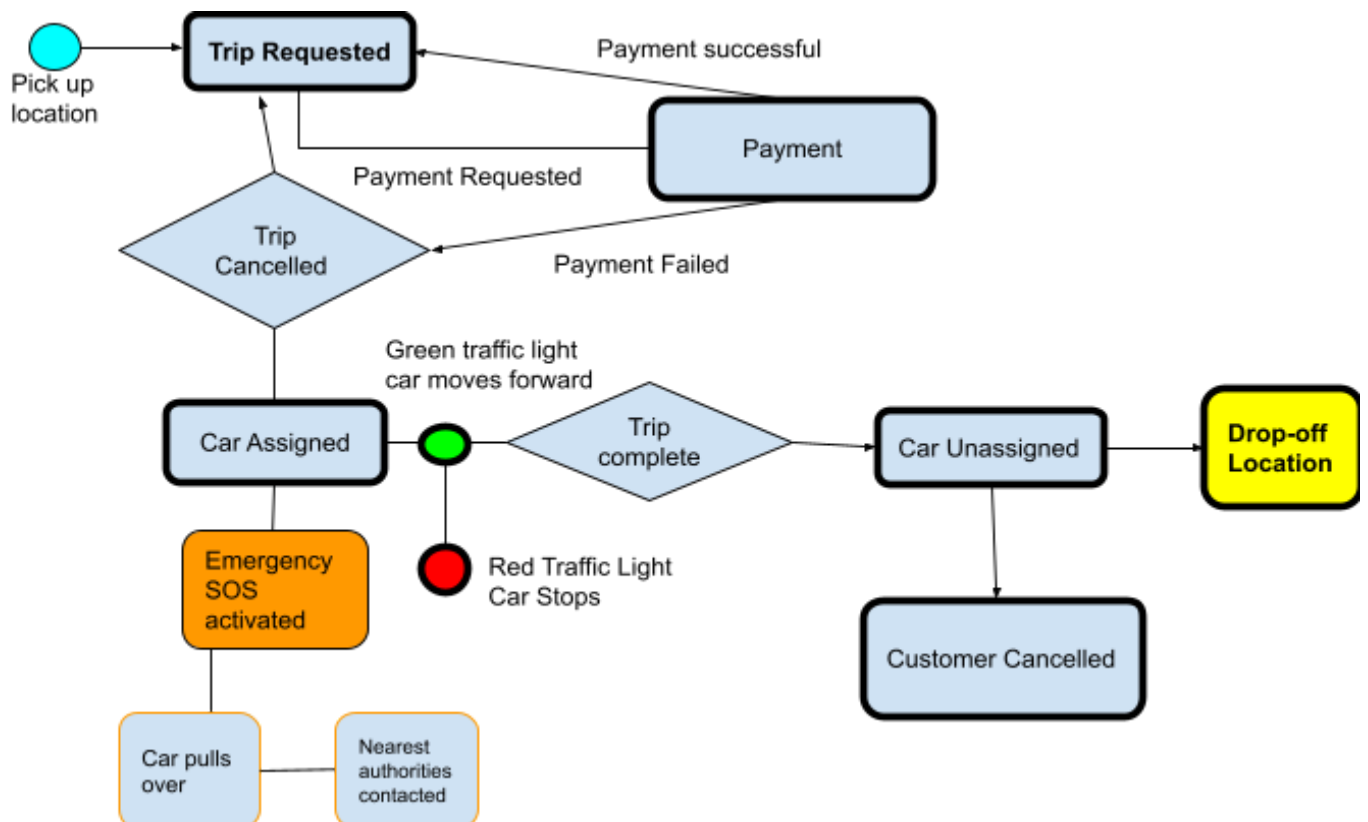 Trip Requested
Payment successful
Pick up
location
Payment
Payment Requested
Trip
Cancelled
Payment Failed
Green traffic light
car moves forward
Car Assigned
Trip
complete
Car Unassigned
Drop-off
Location
Emergency
SOS
activated
Red Traffic Light
Car Stops
Customer Cancelled
Car pulls
over
Nearest
authorities
contacted